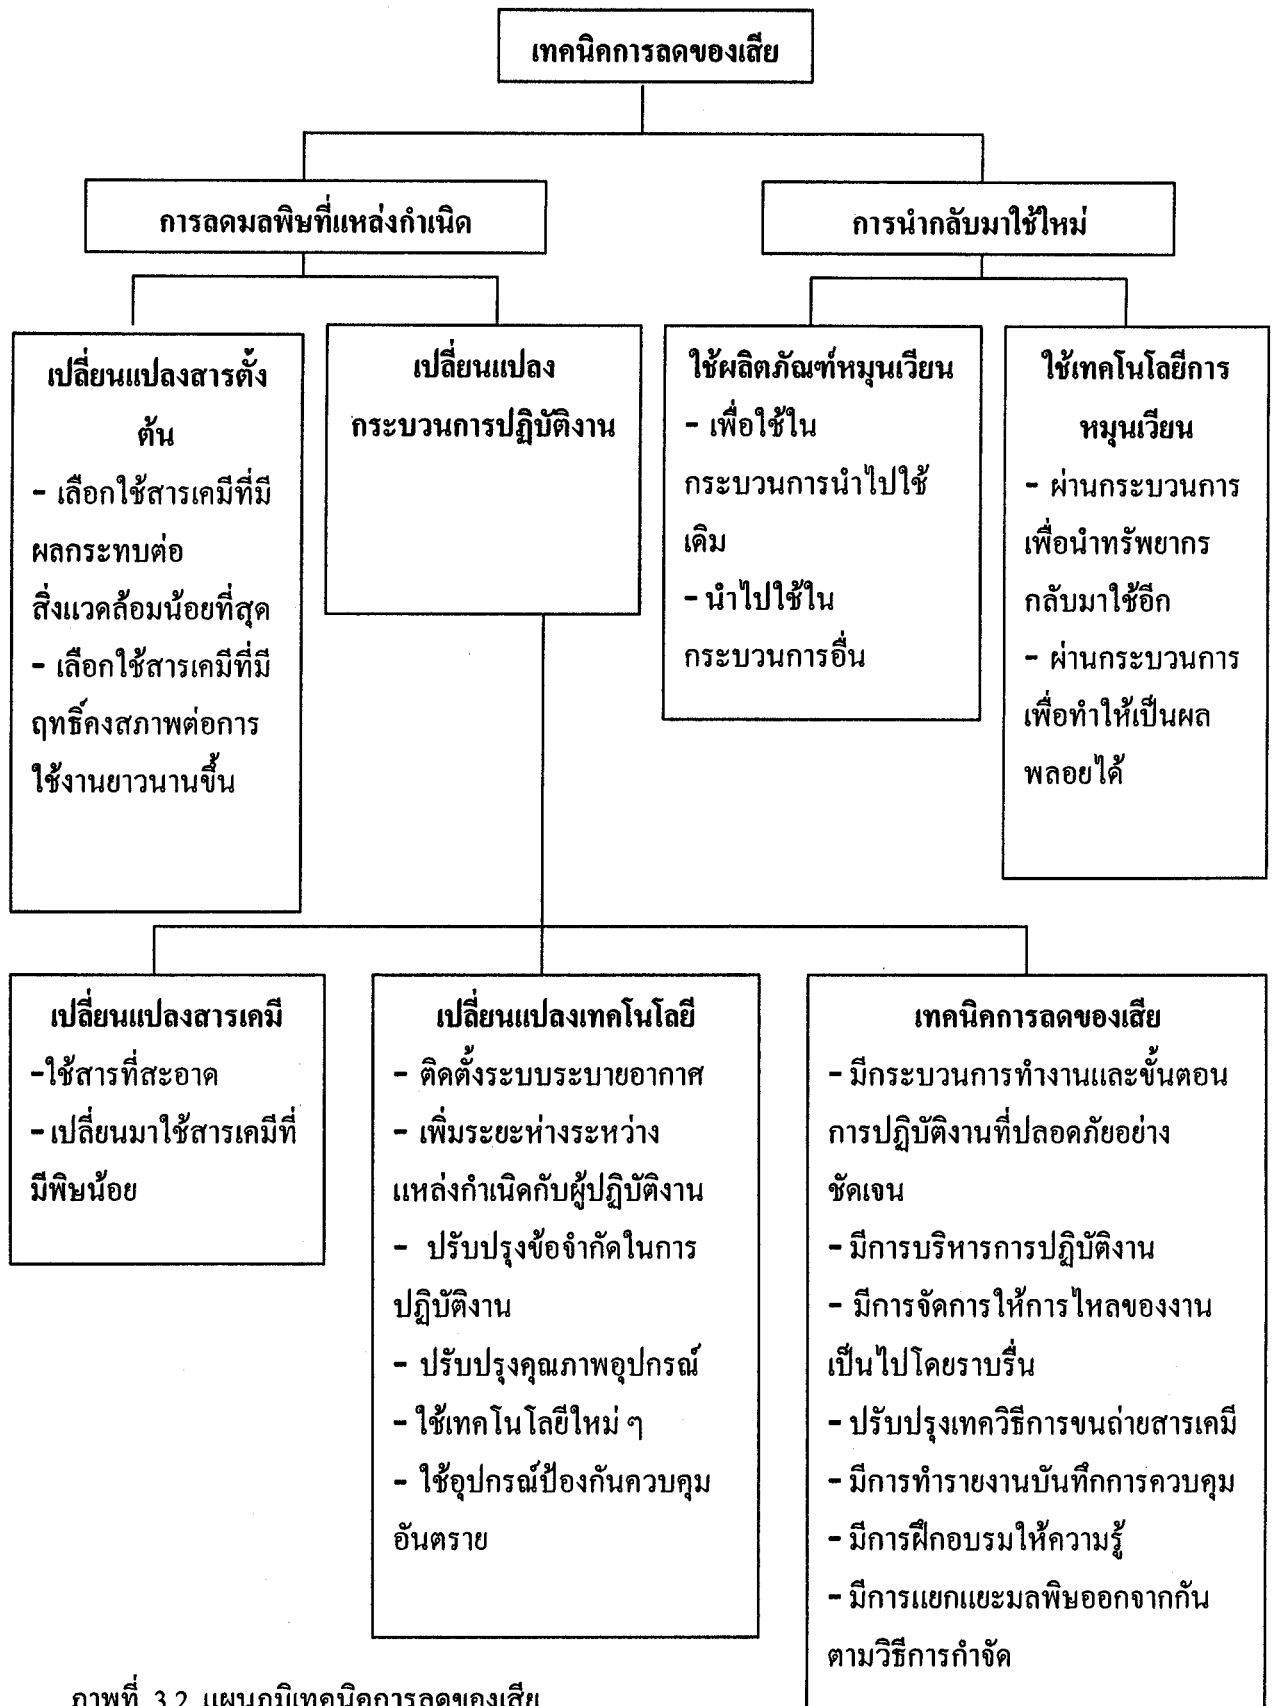 เทคนิคการลดของเสีย
การลดมลพิษที่แหล่งกำเนิด
การนำกลับมาใช้ใหม่
เปลี่ยนแปลงสารตั้ง
ต้น
- เลือกใช้สารเคมีที่มี
ผลกระทบต่อ
สิ่งแวดล้อมน้อยที่สุด
- เลือกใช้สารเคมีที่มี
ฤทธิ์คงสภาพต่อการ
ใช้งานยาวนานขึ้น
เปลี่ยนแปลง
กระบวนการปฏิบัติงาน
ใช้ผลิตภัณฑ์หมุนเวียน
- เพื่อใช้ใน
กระบวนการนำไปใช้
เดิม
- นำไปใช้ใน
กระบวนการอื่น
ใช้เทคโนโลยีการ
หมุนเวียน
- ผ่านกระบวนการ
เพื่อนำทรัพยากร
กลับมาใช้อีก
- ผ่านกระบวนการ
เพื่อทำให้เป็นผล
พลอยได้
เปลี่ยนแปลงสารเคมี
-ใช้สารที่สะอาด
- เปลี่ยนมาใช้สารเคมีที่
มีพิษน้อย
เปลี่ยนแปลงเทคโนโลยี
- ติดตั้งระบบระบายอากาศ
- เพิ่มระยะห่างระหว่าง
แหล่งกำเนิดกับผู้ปฏิบัติงาน
- ปรับปรุงข้อจำกัดในการ
ปฏิบัติงาน
- ปรับปรุงคุณภาพอุปกรณ์
- ใช้เทคโนโลยีใหม่ ๆ
- ใช้อุปกรณ์ป้องกันควบคุม
อันตราย
เทคนิคการลดของเสีย
- มีกระบวนการทำงานและขั้นตอน
การปฏิบัติงานที่ปลอดภัยอย่าง
ชัดเจน
- มีการบริหารการปฏิบัติงาน
- มีการจัดการให้การไหลของงาน
เป็นไปโดยราบรื่น
- ปรับปรุงเทควิธีการขนถ่ายสารเคมี
- มีการทำรายงานบันทึกการควบคุม
- มีการฝึกอบรมให้ความรู้
- มีการแยกแยะมลพิษออกจากกัน
ตามวิธีการกำจัด
ภาพที่ 3.2 แผนภูมิเทคนิคการลดของเสีย